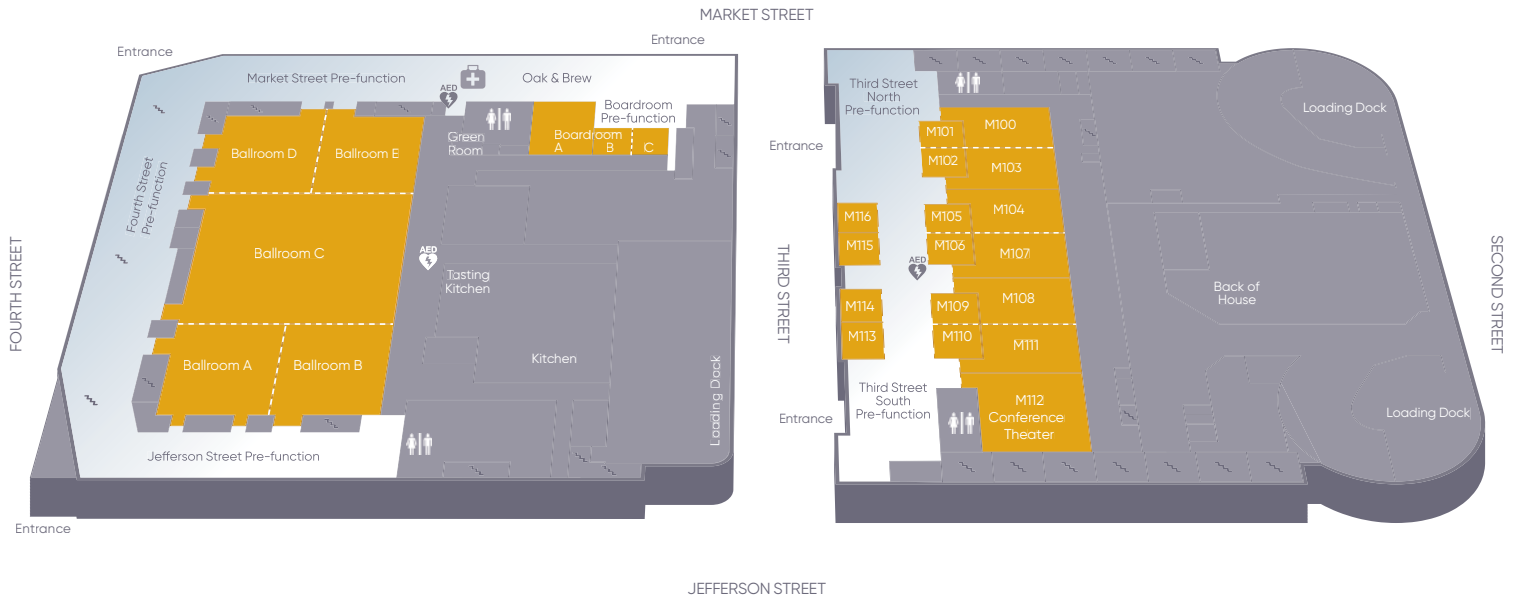 MARKET STREET
Entrance
Entrance
Market Street Pre-function
Oak & Brew
AED
Boardroom
Pre-function
Green
Room
Boardroom
A
B
C
Ballroom D
Ballroom E
Fourth Street
Pre-function
Ballroom C
AED
Tasting
Kitchen
Ballroom A
Ballroom B
Kitchen
Loading Dock
Jefferson Street Pre-function
Entrance
FOURTH STREET
THIRD STREET
Third Street
North
Pre-function
Entrance
M101
M100
M102
M103
M116
M105
M104
M115
M106
M107
AED
M114
M109
M108
M113
M110
M111
Third Street
South
Pre-function
Entrance
M112
Conference
Theater
Loading Dock
Back of
House
Loading Dock
SECOND STREET
JEFFERSON STREET